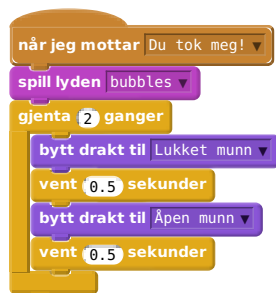 når jeg mottar Du tok meg!
spill lyden bubbles
gjenta 2 ganger
bytt drakt til Lukket munn
vent 0.5 sekunder
bytt drakt til Åpen munn
vent 0.5 sekunder